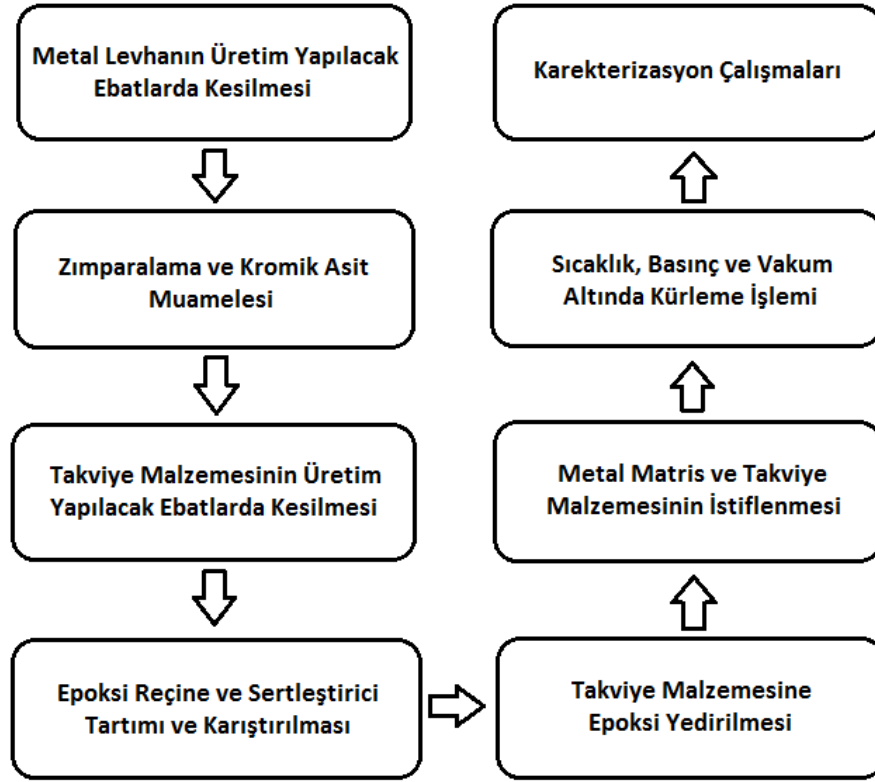 Metal Levhanın Üretim Yapılacak
Ebatlarda Kesilmesi
Zımparalama ve Kromik Asit
Muamelesi
Takviye Malzemesinin Üretim
Yapılacak Ebatlarda Kesilmesi
Epoksi Reçine ve Sertleştirici
Tartımı ve Karıştırılması
Takviye Malzemesine
Epoksi Yedirilmesi
Metal Matris ve Takviye
Malzemesinin İstiflenmesi
Sıcaklık, Basınç ve Vakum
Altında Kürleme İşlemi
Karekterizasyon Çalışmaları